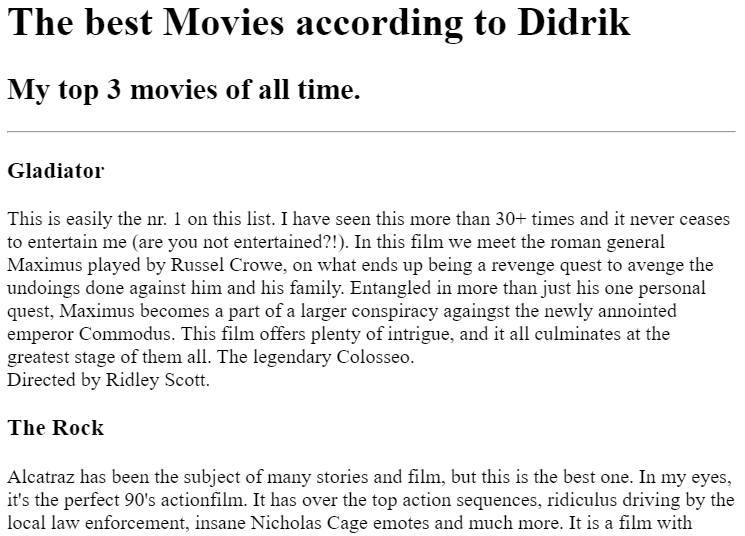 The best Movies according to Didrik
My top 3 movies of all time.
Gladiator
This is easily the nr. 1 on this list. I have seen this more than 30+ times and it never ceases
to entertain me (are you not entertained?!). In this film we meet the roman general
Maximus played by Russel Crowe, on what ends up being a revenge quest to avenge the
undoings done against him and his family. Entangled in more than just his one personal
quest, Maximus becomes a part of a larger conspiracy againgst the newly annointed
emperor Commodus. This film offers plenty of intrigue, and it all culminates at the
greatest stage of them all. The legendary Colosseo.
Directed by Ridley Scott.
The Rock
Alcatraz has been the subject of many stories and film, but this is the best one. In my eyes,
it's the perfect 90's actionfilm. It has over the top action sequences, ridiculus driving by the
local law enforcement, insane Nicholas Cage emotes and much more. It is a film with